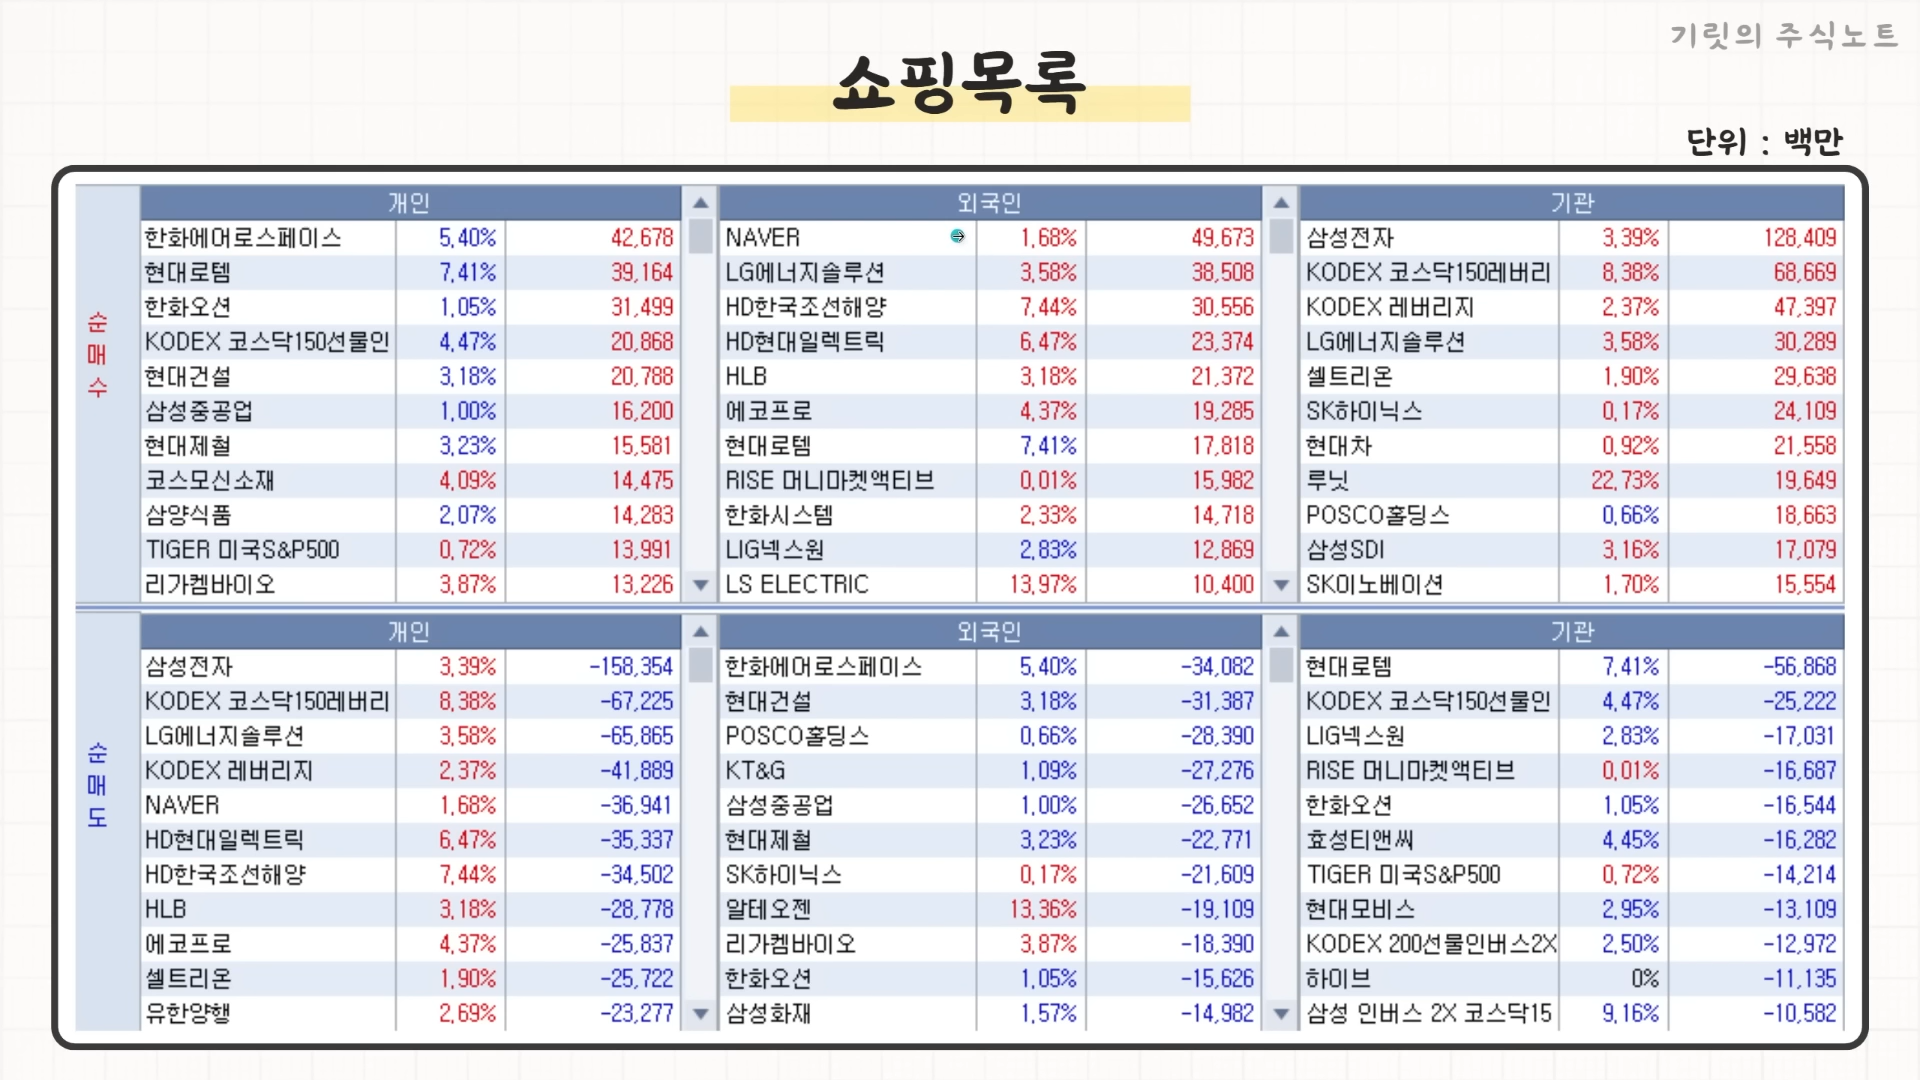 기릿의 주식노트
쇼핑목록
단위 : 백만
순매수
개인 외국인 기관
한화에어로스페이스 5,40% 42,678 NAVER 1,68% 49,673 삼성전자 3,39% 128,409
현대로템 7,41% 39,164 LG에너지솔루션 3,58% 38,508 KODEX 코스닥150레버리 8,38% 68,669
한화오션 1,05% 31,499 HD한국조선해양 7,44% 30,556 KODEX 레버리지 2,37% 47,397
KODEX 코스닥150선물인 4,47% 20,868 HD현대일렉트릭 6,47% 23,374 LG에너지솔루션 3,58% 30,289
현대건설 3,18% 20,788 HLB 3,18% 21,372 셀트리온 1,90% 29,638
삼성중공업 1,00% 16,200 에코프로 4,37% 19,285 SK하이닉스 0,17% 24,109
현대제철 3,23% 15,581 현대로템 7,41% 17,818 현대차 0,92% 21,558
코스모신소재 4,09% 14,475 RISE 머니마켓액티브 0,01% 15,982 루닛 22,73% 19,649
삼양식품 2,07% 14,283 한화시스템 2,33% 14,718 POSCO홀딩스 0,66% 18,663
TIGER 미국S&P500 0,72% 13,991 LIG넥스원 2,83% 12,869 삼성SDI 3,16% 17,079
리가켐바이오 3,87% 13,226 LS ELECTRIC 13,97% 10,400 SK이노베이션 1,70% 15,554
순매도
개인 외국인 기관
삼성전자 3,39% -158,354 한화에어로스페이스 5,40% -34,082 현대로템 7,41% -56,868
KODEX 코스닥150레버리 8,38% -67,225 현대건설 3,18% -31,387 KODEX 코스닥150선물인 4,47% -25,222
LG에너지솔루션 3,58% -65,865 POSCO홀딩스 0,66% -28,390 LIG넥스원 2,83% -17,031
KODEX 레버리지 2,37% -41,889 KT&G 1,09% -27,276 RISE 머니마켓액티브 0,01% -16,687
NAVER 1,68% -36,941 삼성중공업 1,00% -26,652 한화오션 1,05% -16,544
HD현대일렉트릭 6,47% -35,337 현대제철 3,23% -22,771 효성티앤씨 4,45% -16,282
HD한국조선해양 7,44% -34,502 SK하이닉스 0,17% -21,609 TIGER 미국S&P500 0,72% -14,214
HLB 3,18% -28,778 알테오젠 13,36% -19,109 현대모비스 2,95% -13,109
에코프로 4,37% -25,837 리가켐바이오 3,87% -18,390 KODEX 200선물인버스2X 2,50% -12,972
셀트리온 1,90% -25,722 한화오션 1,05% -15,626 하이브 0% -11,135
유한양행 2,69% -23,277 삼성화재 1,57% -14,982 삼성 인버스 2X 코스닥15 9,16% -10,582